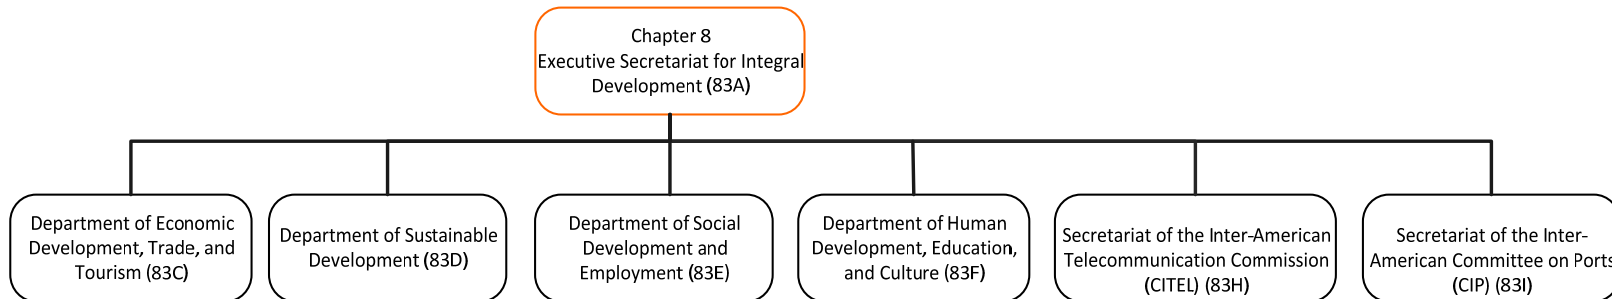 Chapter 8
Executive Secretariat for Integral
Development (83A)
Department of Economic
Development, Trade, and
Tourism (83C)
Department of Sustainable
Development (83D)
Department of Social
Development and
Employment (83E)
Department of Human
Development, Education,
and Culture (83F)
Secretariat of the Inter-American
Telecommunication Commission
(CITEL) (83H)
Secretariat of the Inter-
American Committee on Ports
(CIP) (83I)